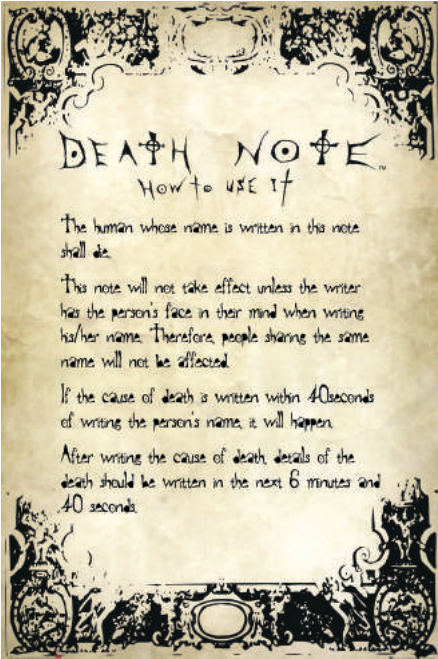 DEATH NOTE™
HOW to USE It
The human whose name is written in this note
shall die.
This note will not take effect unless the writer
has the person's face in their mind when writing
his/her name. Therefore, people sharing the same
name will not be affected.
If the cause of death is written within 40seconds
of writing the person's name, it will happen.
After writing the cause of death, details of the
death should be written in the next 6 minutes and
40 seconds.